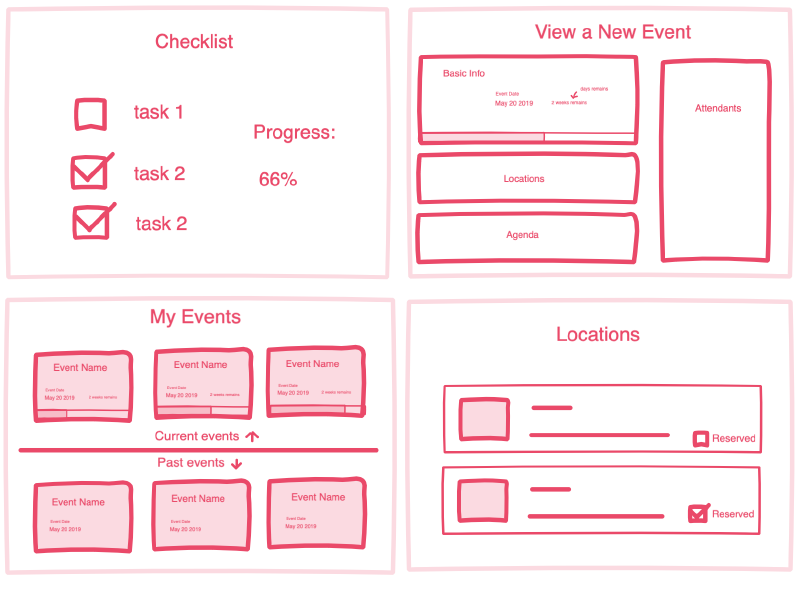 Checklist
task 1
task 2
task 2
Progress:
66%
View a New Event
Basic Info
days remains
Event Date
May 20 2019
2 weeks remains
Locations
Agenda
Attendants
My Events
Event Name
Event Date
May 20 2019
2 weeks remains
Event Name
Event Date
May 20 2019
2 weeks remains
Event Name
Event Date
May 20 2019
2 weeks remains
Current events
Past events
Event Name
Event Date
May 20 2019
Event Name
Event Date
May 20 2019
Event Name
Event Date
May 20 2019
Locations
Reserved
Reserved